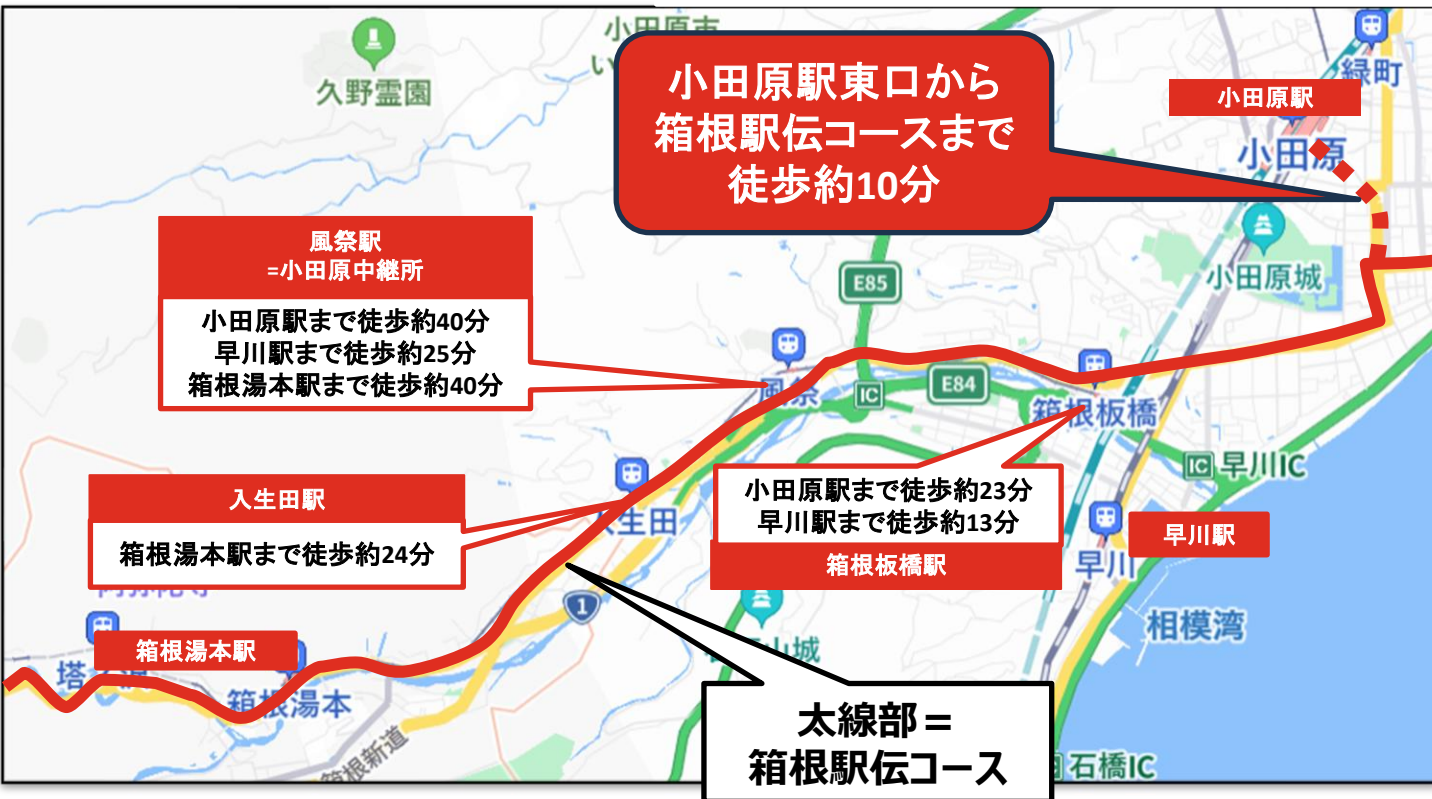 小田原市
い
久野霊園
小田原駅東口から
箱根駅伝コースまで
徒歩約10分
緑町
小田原駅
小田原
小田原城
風祭駅
=小田原中継所
小田原駅まで徒歩約40分
早川駅まで徒歩約25分
箱根湯本駅まで徒歩約40分
E85
風祭
IC
E84
箱根板橋
IC
早川IC
入生田駅
箱根湯本駅まで徒歩約24分
入生田
小田原駅まで徒歩約23分
早川駅まで徒歩約13分
箱根板橋駅
早川駅
早川
1
相模湾
山城
箱根湯本駅
塔
箱根湯本
箱根新道
太線部＝
箱根駅伝コース
石橋IC